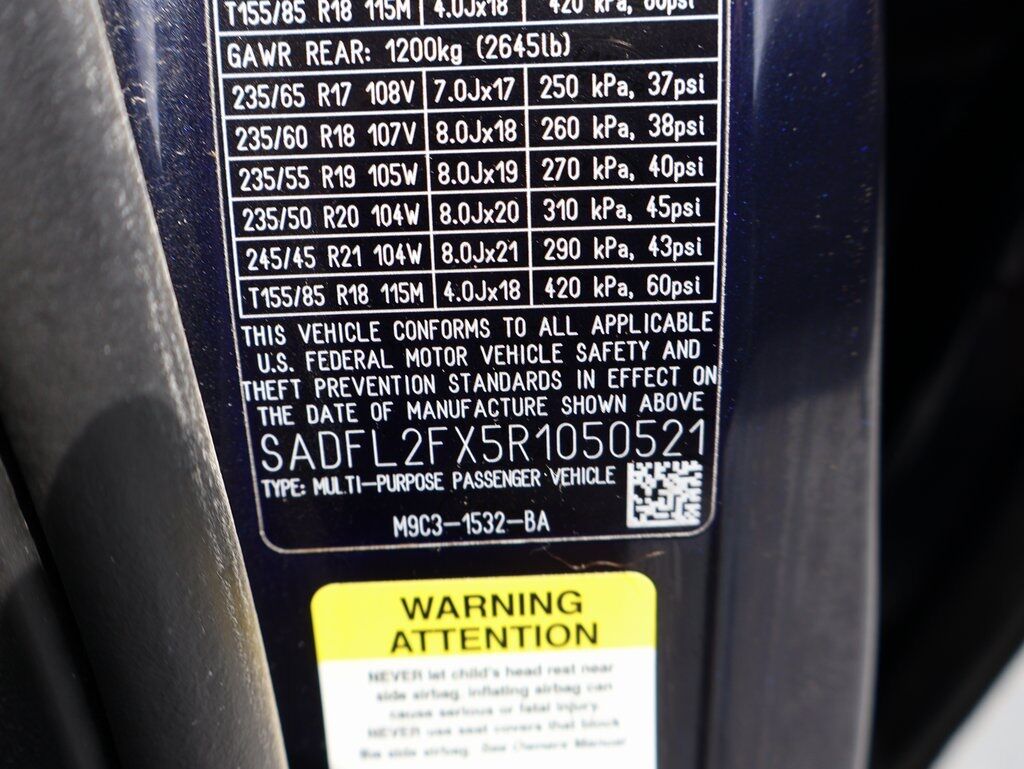 T155/85 R18 115M 4.0Jx18 420 kPa, 60psi
GAWR REAR: 1200kg (2645lb)
235/65 R17 108V 7.0Jx17 250 kPa, 37psi
235/60 R18 107V 8.0Jx18 260 kPa, 38psi
235/55 R19 105W 8.0Jx19 270 kPa, 40psi
235/50 R20 104W 8.0Jx20 310 kPa, 45psi
245/45 R21 104W 8.0Jx21 290 kPa, 43psi
T155/85 R18 115M 4.0Jx18 420 kPa, 60psi
THIS VEHICLE CONFORMS TO ALL APPLICABLE
U.S. FEDERAL MOTOR VEHICLE SAFETY AND
THEFT PREVENTION STANDARDS IN EFFECT ON
THE DATE OF MANUFACTURE SHOWN ABOVE
SADFL2FX5R1050521
TYPE: MULTI-PURPOSE PASSENGER VEHICLE
M9C3-1532-BA
WARNING
ATTENTION
NEVER let child's head rest near
side airbag, inflating airbag can
cause serious or fatal injury.
NEVER use seat covers that block
the side airbag. See Owners Manual